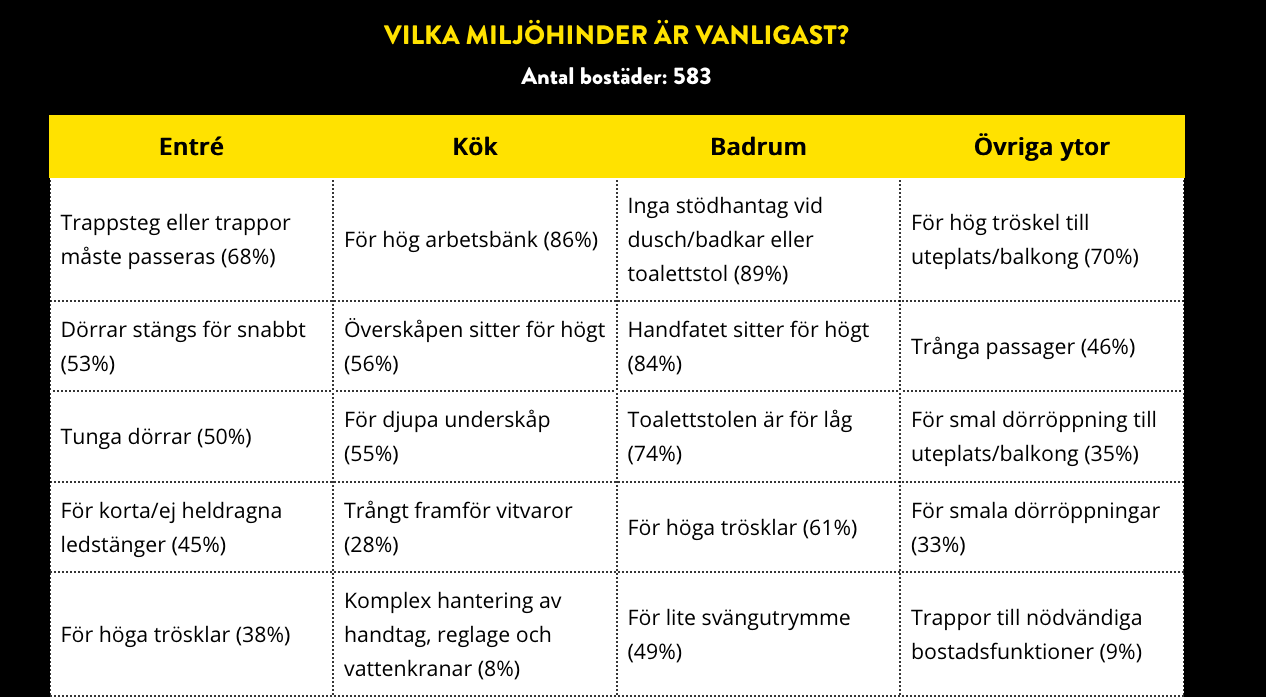 VILKA MILJÖHINDER ÄR VANLIGAST?
Antal bostäder: 583
Entré
Kök
Badrum
Övriga ytor
Trappsteg eller trappor
måste passeras (68%)
För hög arbetsbänk (86%)
Inga stödhantag vid
dusch/badkar eller
toalettstol (89%)
För hög tröskel till
uteplats/balkong (70%)
Dörrar stängs för snabbt
(53%)
Överskåpen sitter för högt
(56%)
Handfatet sitter för högt
(84%)
Trånga passager (46%)
Tunga dörrar (50%)
För djupa underskåp
(55%)
Toalettstolen är för låg
(74%)
För smal dörröppning till
uteplats/balkong (35%)
För korta/ej heldragna
ledstänger (45%)
Trångt framför vitvaror
(28%)
För höga trösklar (61%)
För smala dörröppningar
(33%)
För höga trösklar (38%)
Komplex hantering av
handtag, reglage och
vattenkranar (8%)
För lite svängutrymme
(49%)
Trappor till nödvändiga
bostadsfunktioner (9%)